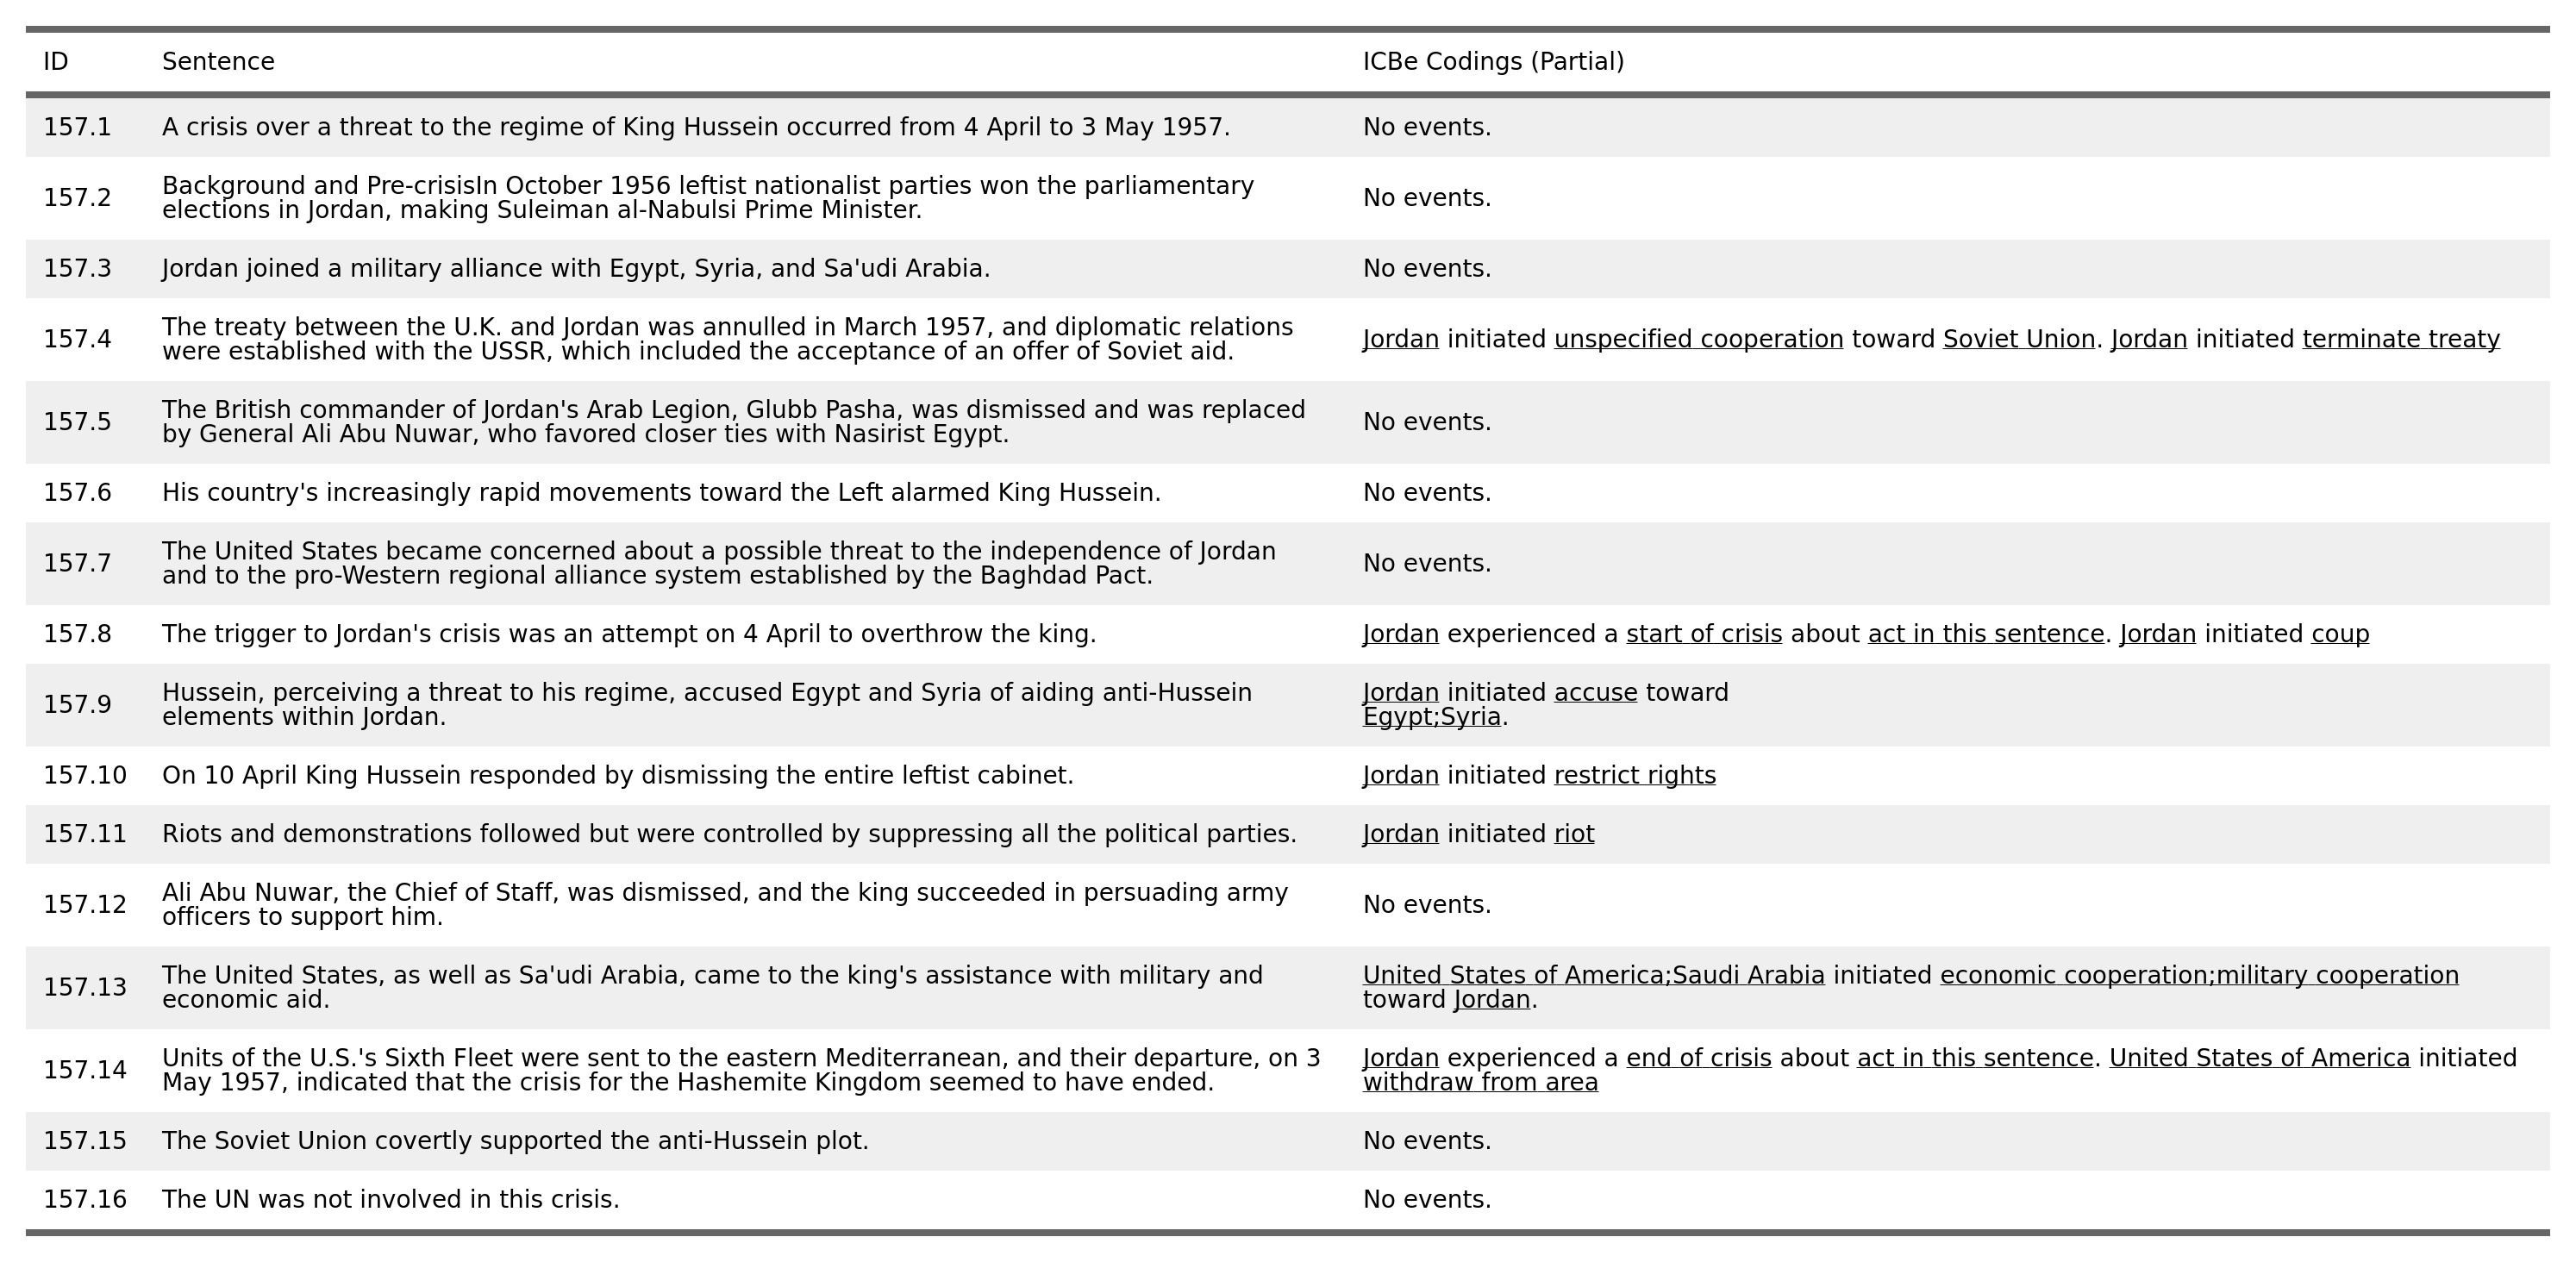 ID Sentence ICBe Codings (Partial)
157.1 A crisis over a threat to the regime of King Hussein occurred from 4 April to 3 May 1957. No events.
157.2 Background and Pre-crisisIn October 1956 leftist nationalist parties won the parliamentary
elections in Jordan, making Suleiman al-Nabulsi Prime Minister. No events.
157.3 Jordan joined a military alliance with Egypt, Syria, and Sa'udi Arabia. No events.
157.4 The treaty between the U.K. and Jordan was annulled in March 1957, and diplomatic relations
were established with the USSR, which included the acceptance of an offer of Soviet aid. Jordan initiated unspecified cooperation toward Soviet Union. Jordan initiated terminate treaty
157.5 The British commander of Jordan's Arab Legion, Glubb Pasha, was dismissed and was replaced
by General Ali Abu Nuwar, who favored closer ties with Nasirist Egypt. No events.
157.6 His country's increasingly rapid movements toward the Left alarmed King Hussein. No events.
157.7 The United States became concerned about a possible threat to the independence of Jordan
and to the pro-Western regional alliance system established by the Baghdad Pact. No events.
157.8 The trigger to Jordan's crisis was an attempt on 4 April to overthrow the king. Jordan experienced a start of crisis about act in this sentence. Jordan initiated coup
157.9 Hussein, perceiving a threat to his regime, accused Egypt and Syria of aiding anti-Hussein
elements within Jordan. Jordan initiated accuse toward
Egypt;Syria.
157.10 On 10 April King Hussein responded by dismissing the entire leftist cabinet. Jordan initiated restrict rights
157.11 Riots and demonstrations followed but were controlled by suppressing all the political parties. Jordan initiated riot
157.12 Ali Abu Nuwar, the Chief of Staff, was dismissed, and the king succeeded in persuading army
officers to support him. No events.
157.13 The United States, as well as Sa'udi Arabia, came to the king's assistance with military and
economic aid. United States of America;Saudi Arabia initiated economic cooperation;military cooperation
toward Jordan.
157.14 Units of the U.S.'s Sixth Fleet were sent to the eastern Mediterranean, and their departure, on 3
May 1957, indicated that the crisis for the Hashemite Kingdom seemed to have ended. Jordan experienced a end of crisis about act in this sentence. United States of America initiated
withdraw from area
157.15 The Soviet Union covertly supported the anti-Hussein plot. No events.
157.16 The UN was not involved in this crisis. No events.